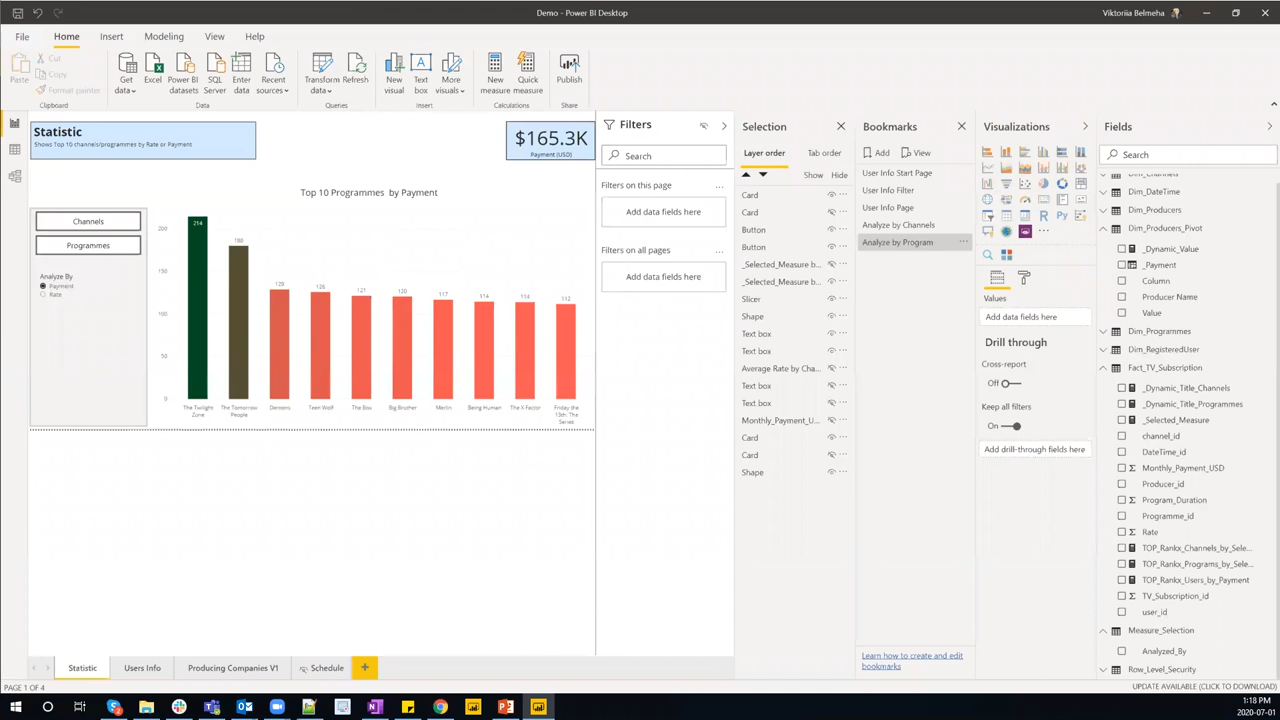 Demo - Power BI Desktop
Viktoriia Belmeha
File
Home
Insert
Modeling
View
Help
Paste
Cut
Copy
Format painter
Get data
Excel
Power BI datasets
SQL Server
Enter data
Recent sources
Transform data
Refresh
New visual
Text box
More visuals
New measure
Quick measure
Publish
Clipboard
Data
Queries
Insert
Calculations
Share
Statistic
Shows Top 10 channels/programmes by Rate or Payment
$165.3K
Payment (USD)
Channels
Programmes
Analyze By
Payment
Rate
Top 10 Programmes by Payment
200
150
100
50
0
214
180
129
126
121
120
117
114
114
112
The Twilight Zone
The Tomorrow People
Demons
Teen Wolf
The Box
Big Brother
Merlin
Being Human
The X Factor
Friday the 13th: The Series
Filters
Search
Filters on this page
Add data fields here
Filters on all pages
Add data fields here
Selection
Layer order
Tab order
Show
Hide
Card
Card
Button
Button
_Selected_Measure b...
_Selected_Measure b...
Slicer
Shape
Text box
Text box
Average Rate by Cha...
Text box
Text box
Monthly_Payment_U...
Card
Card
Shape
Bookmarks
Add
View
User Info Start Page
User Info Filter
User Info Page
Analyze by Channels
Analyze by Program
Learn how to create and edit
bookmarks
Visualizations
R
Py
Values
Add data fields here
Drill through
Cross-report
Off
Keep all filters
On
Add drill-through fields here
Fields
Search
Dim_Channels
Dim_DateTime
Dim_Producers
Dim_Producers_Pivot
_Dynamic_Value
_Payment
Column
Producer Name
Value
Dim_Programmes
Dim_RegisteredUser
Fact_TV_Subscription
_Dynamic_Title_Channels
_Dynamic_Title_Programmes
_Selected_Measure
channel_id
DateTime_id
Monthly_Payment_USD
Producer_id
Program_Duration
Programme_id
Rate
TOP_Rankx_Channels_by_Sele...
TOP_Rankx_Programs_by_Sele...
TOP_Rankx_Users_by_Payment
TV_Subscription_id
user_id
Measure_Selection
Analyzed_By
Row_Level_Security
Statistic
Users Info
Producing Companies V1
Schedule
PAGE 1 OF 4
UPDATE AVAILABLE (CLICK TO DOWNLOAD)
1:18 PM
2020-07-01